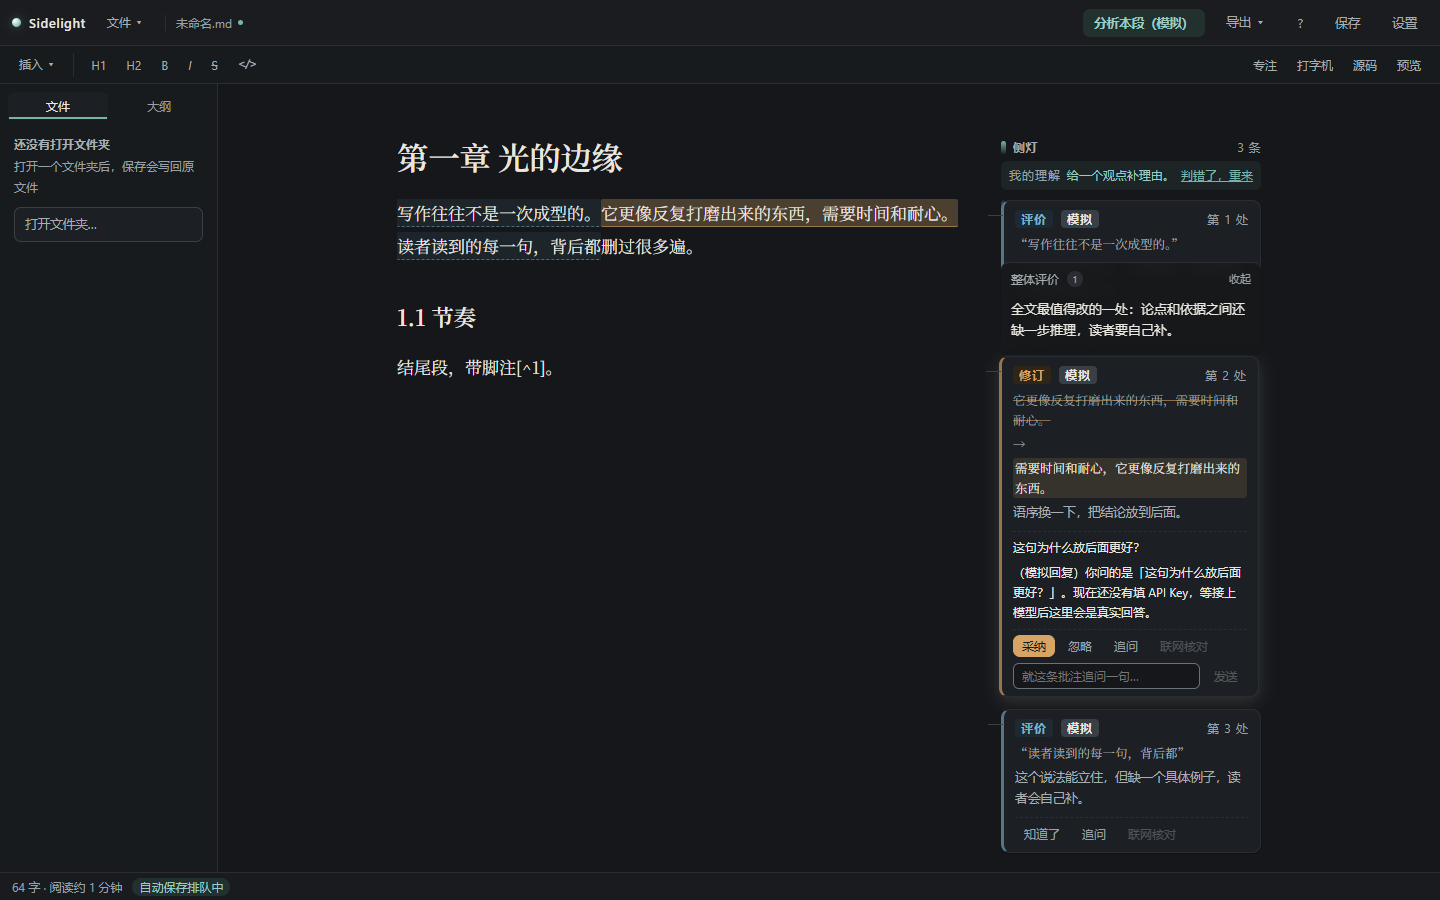 Sidelight 文件 未命名.md 分析本段（模拟） 导出 ? 保存 设置
插入 H1 H2 B I S </> 专注 打字机 源码 预览
文件 大纲
还没有打开文件夹
打开一个文件夹后，保存会写回原
文件
打开文件夹...
第一章 光的边缘
写作往往不是一次成型的。它更像反复打磨出来的东西，需要时间和耐心。
读者读到的每一句，背后都删过很多遍。
1.1 节奏
结尾段，带脚注[^1]。
侧灯 3 条
我的理解 给一个观点补理由。 判错了，重来
评价 模拟 第 1 处
“写作往往不是一次成型的。”
整体评价 1 收起
全文最值得改的一处：论点和依据之间还
缺一步推理，读者要自己补。
修订 模拟 第 2 处
它更像反复打磨出来的东西，需要时间和
耐心。
→
需要时间和耐心，它更像反复打磨出来的
东西。
语序换一下，把结论放到后面。
这句为什么放后面更好？
（模拟回复）你问的是「这句为什么放后面
更好？」。现在还没有填 API Key，等接上
模型后这里会是真实回答。
采纳 忽略 追问 联网核对
就这条批注追问一句... 发送
评价 模拟 第 3 处
“读者读到的每一句，背后都”
这个说法能立住，但缺一个具体例子，读
者会自己补。
知道了 追问 联网核对
64 字 · 阅读约 1 分钟 自动保存排队中